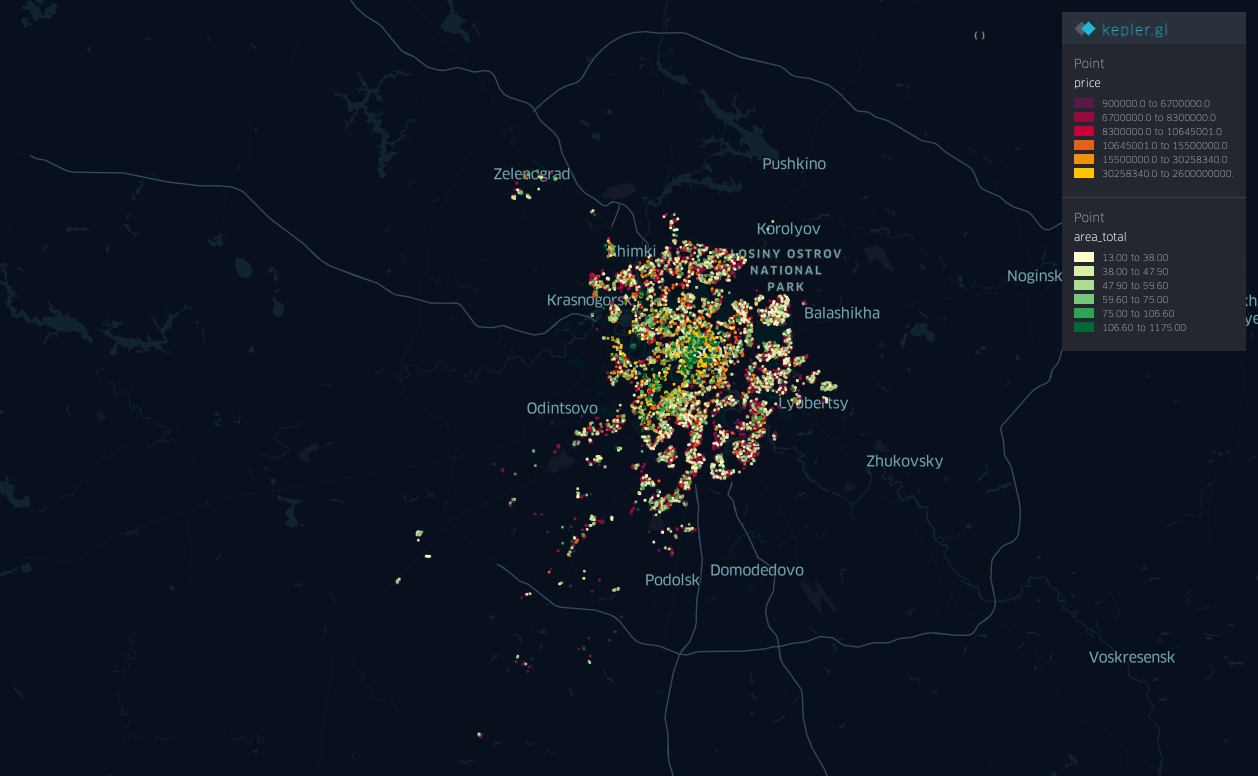 kepler.gl
Point
price
900000.0 to 6700000.0
6700000.0 to 8300000.0
8300000.0 to 10645001.0
10645001.0 to 15500000.0
15500000.0 to 30258340.0
30258340.0 to 2600000000.
Point
area_total
13.00 to 38.00
38.00 to 47.90
47.90 to 59.60
59.60 to 75.00
75.00 to 106.60
106.60 to 1175.00
Pushkino
Zelenograd
Korolyov
Khimki
LOSINY OSTROV
NATIONAL
PARK
Noginsk
Krasnogorsk
Balashikha
Odintsovo
Lyubertsy
Zhukovsky
Domodedovo
Podolsk
Voskresensk